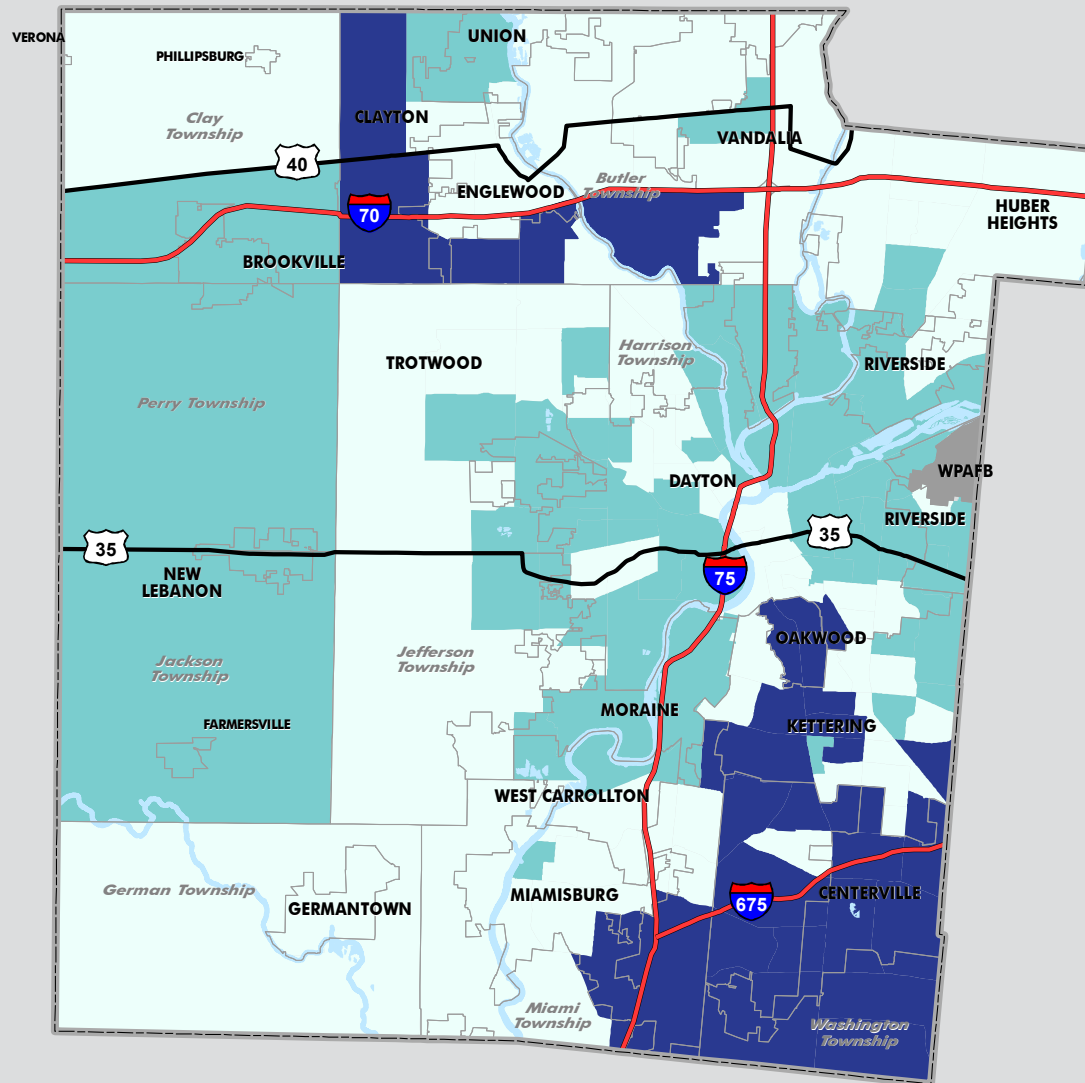 VERONA
UNION
PHILLIPSBURG
Clay
Township
CLAYTON
VANDALIA
40
ENGLEWOOD
Butler
Township
70
HUBER
HEIGHTS
BROOKVILLE
TROTWOOD
Harrison
Township
RIVERSIDE
Perry Township
DAYTON
WPAFB
RIVERSIDE
35
35
NEW
LEBANON
75
OAKWOOD
Jefferson
Township
Jackson
Township
MORAINE
FARMERSVILLE
KETTERING
WEST CARROLLTON
German Township
MIAMISBURG
CENTERVILLE
675
GERMANTOWN
Miami
Township
Washington
Township